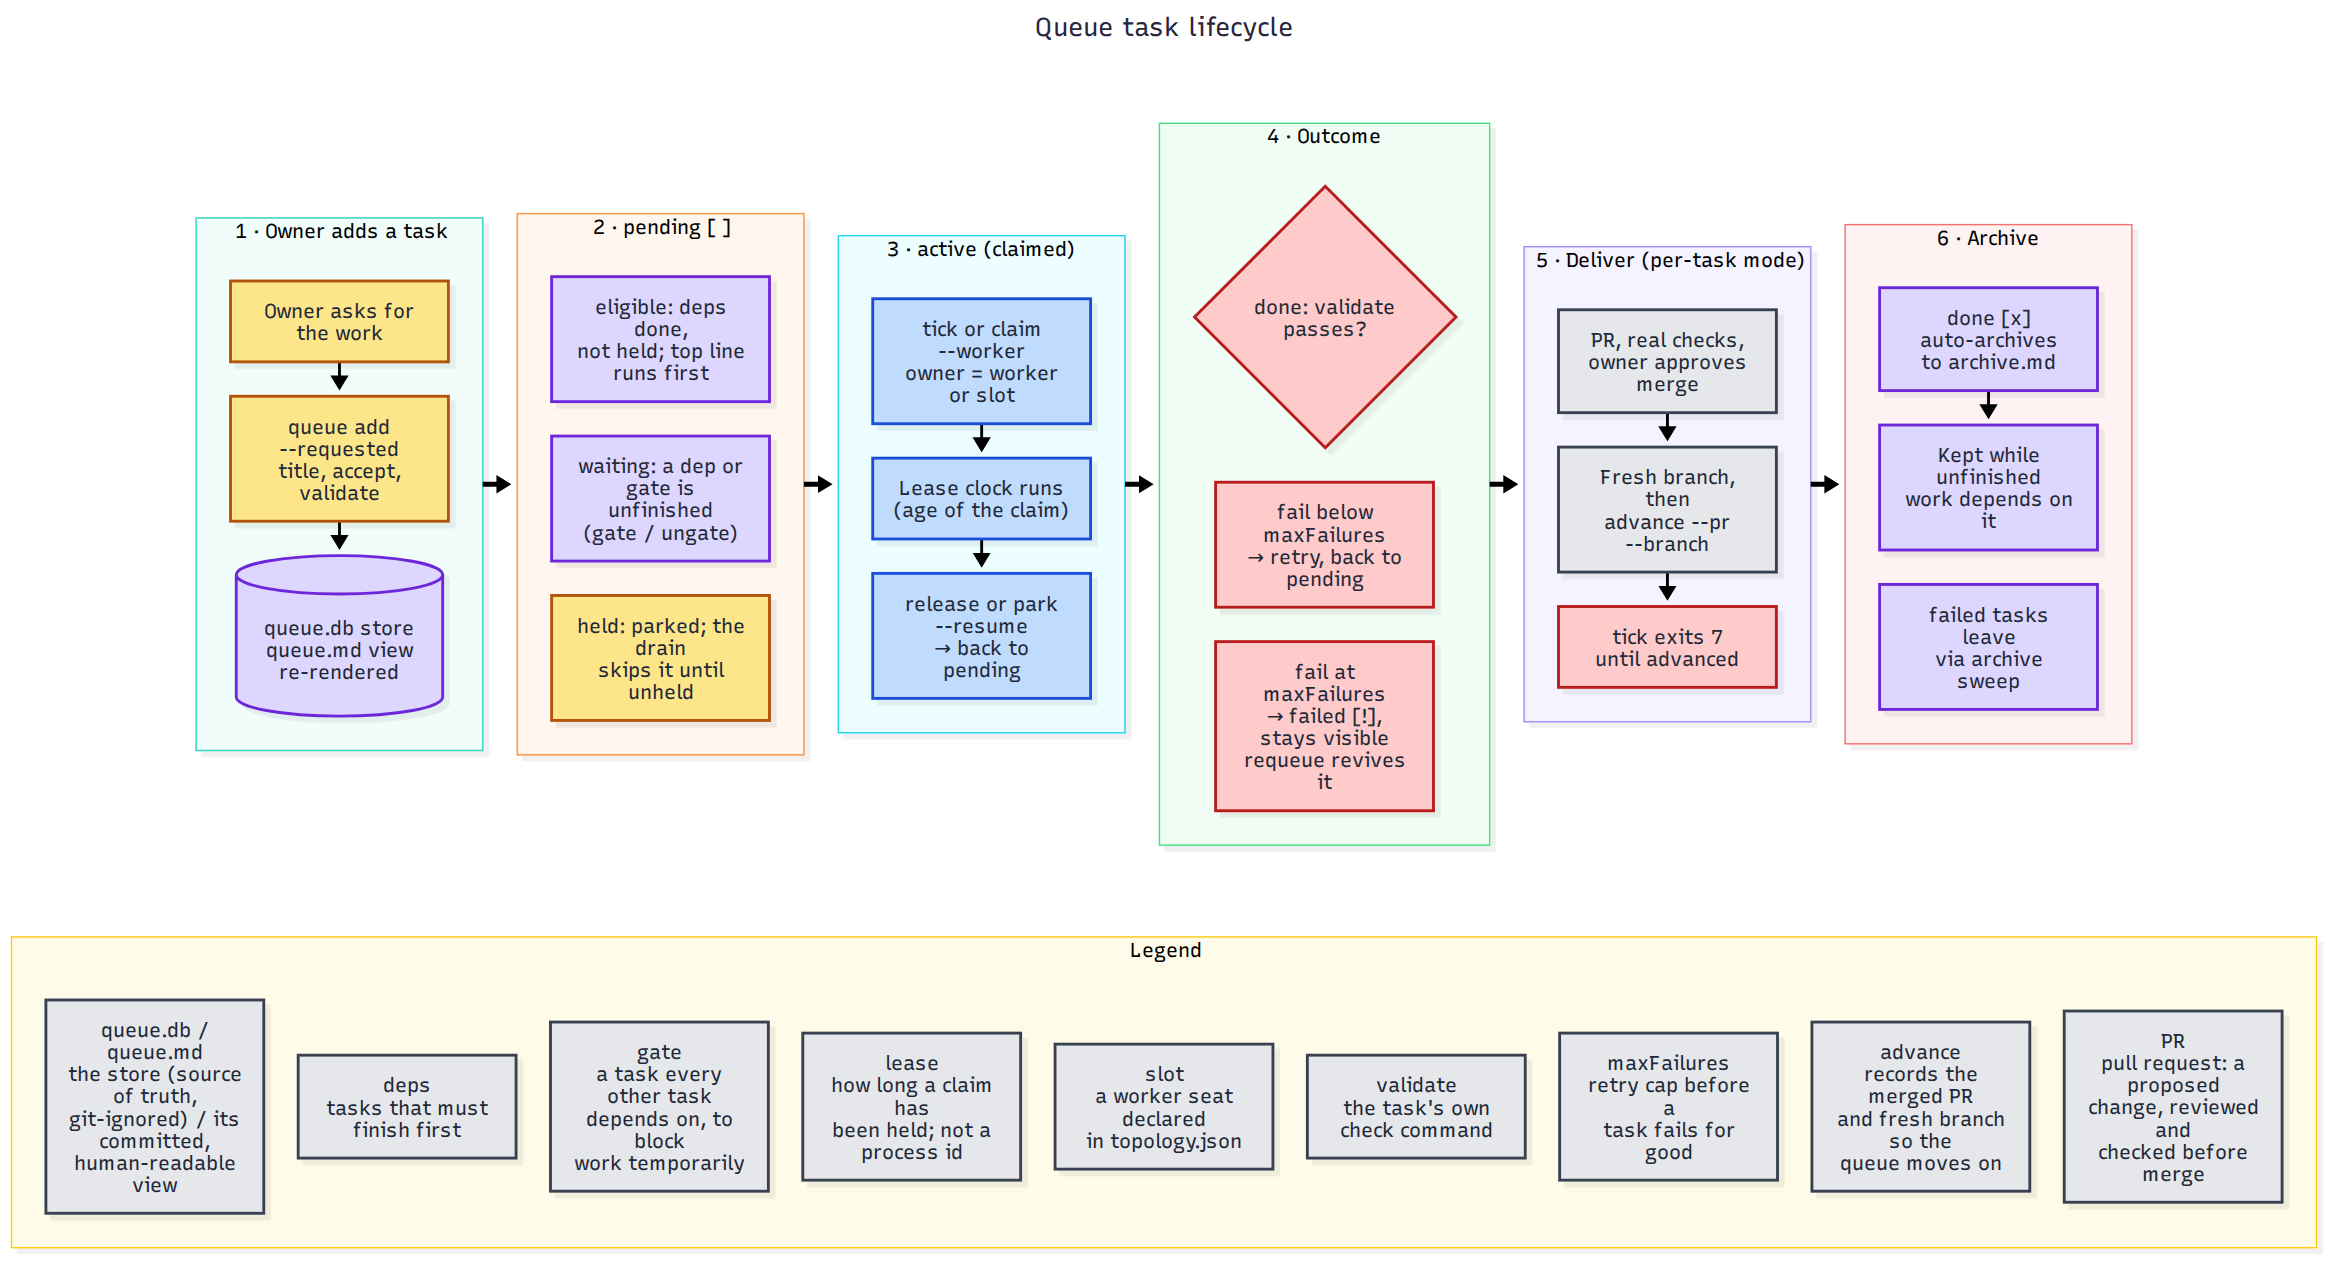 Queue task lifecycle
1 · Owner adds a task
Owner asks for
the work
queue add
--requested
title, accept,
validate
queue.db store
queue.md view
re-rendered
2 · pending [ ]
eligible: deps
done,
not held; top line
runs first
waiting: a dep or
gate is
unfinished
(gate / ungate)
held: parked; the
drain
skips it until
unheld
3 · active (claimed)
tick or claim
--worker
owner = worker
or slot
Lease clock runs
(age of the claim)
release or park
--resume
→ back to
pending
4 · Outcome
done: validate
passes?
fail below
maxFailures
→ retry, back to
pending
fail at
maxFailures
→ failed [!],
stays visible
requeue revives
it
5 · Deliver (per-task mode)
PR, real checks,
owner approves
merge
Fresh branch,
then
advance --pr
--branch
tick exits 7
until advanced
6 · Archive
done [x]
auto-archives
to archive.md
Kept while
unfinished
work depends on
it
failed tasks
leave
via archive
sweep
Legend
queue.db /
queue.md
the store (source
of truth,
git-ignored) / its
committed,
human-readable
view
deps
tasks that must
finish first
gate
a task every
other task
depends on, to
block
work temporarily
lease
how long a claim
has
been held; not a
process id
slot
a worker seat
declared
in topology.json
validate
the task's own
check command
maxFailures
retry cap before
a
task fails for
good
advance
records the
merged PR
and fresh branch
so the
queue moves on
PR
pull request: a
proposed
change, reviewed
and
checked before
merge